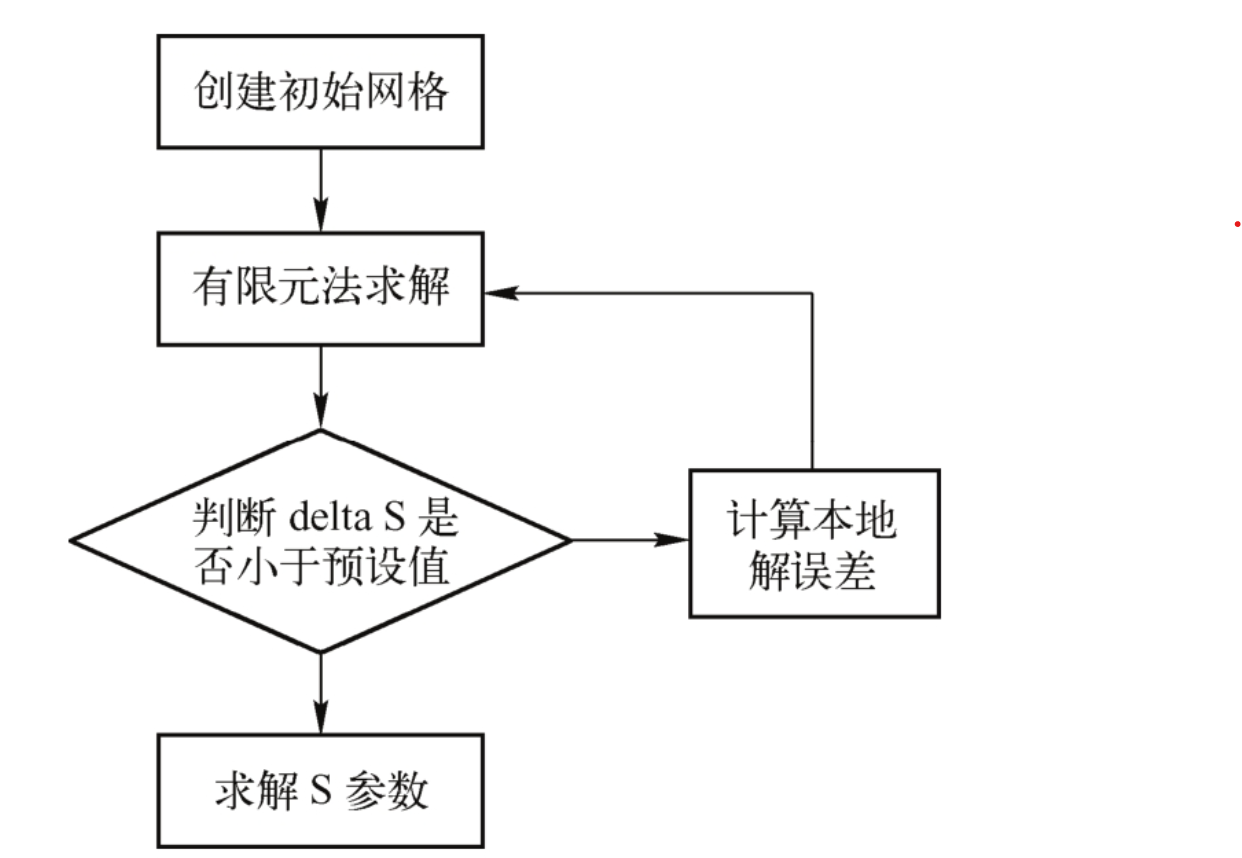 创建初始网格
有限元法求解
判断 delta S 是
否小于预设值
计算本地
解误差
求解 S 参数